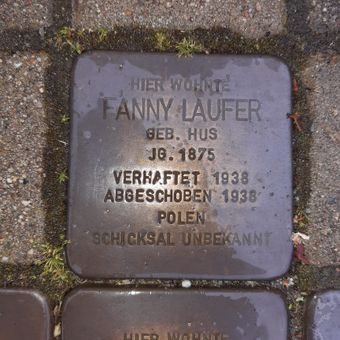 HIER WOHNTE
FANNY LAUFER
GEB. HUS
JG. 1875
VERHAFTET 1938
ABGESCHOBEN 1938
POLEN
SCHICKSAL UNBEKANNT
HIER WOHNTE